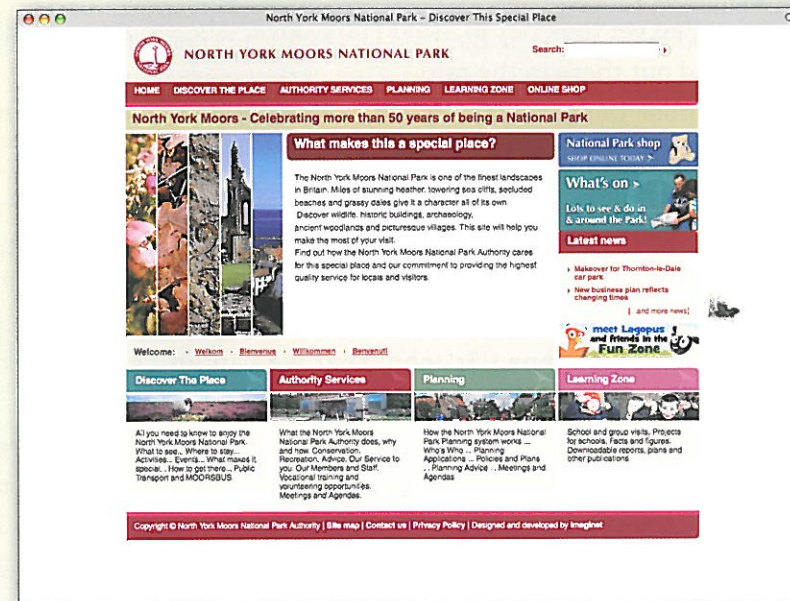 North York Moors National Park – Discover This Special Place
NORTH YORK MOORS NATIONAL PARK
Search:
HOME DISCOVER THE PLACE AUTHORITY SERVICES PLANNING LEARNING ZONE ONLINE SHOP
North York Moors - Celebrating more than 50 years of being a National Park
What makes this a special place?
The North York Moors National Park is one of the finest landscapes
in Britain. Miles of stunning heather, towering sea cliffs, secluded
beaches and grassy dales give it a character all of its own
Discover wildlife, historic buildings, archaeology,
ancient woodlands and picturesque villages. This site will help you
make the most of your visit.
Find out how the North York Moors National Park Authority cares
for this special place and our commitment to providing the highest
quality service for locals and visitors.
National Park shop
SHOP ONLINE TODAY >
What's on >
Lots to see & do in
& around the Park!
Latest news
Makeover for Thornton-le-Dale
car park
New business plan reflects
changing times
[...and more news]
meet Lagopus
and friends in the
Fun Zone
Welcome: · Welkom · Bienvenue · Willkommen · Benvenuti
Discover The Place
All you need to know to enjoy the
North York Moors National Park.
What to see... Where to stay...
Activities... Events... What makes it
special. . How to get there... Public
Transport and MOORSBUS
Authority Services
What the North York Moors
National Park Authority does, why
and how. Conservation,
Recreation, Advice. Our Service to
you. Our Members and Staff.
Vocational training and
volunteering opportunities.
Meetings and Agendas.
Planning
How the North York Moors National
Park Planning system works ...
Who's Who ... Planning
Applications ... Policies and Plans
. . Planning Advice . . Meetings and
Agendas
Learning Zone
School and group visits, Projects
for schools. Facts and figures.
Downloadable reports, plans and
other publications
Copyright © North York Moors National Park Authority | Site map | Contact us | Privacy Policy | Designed and developed by Imaginet